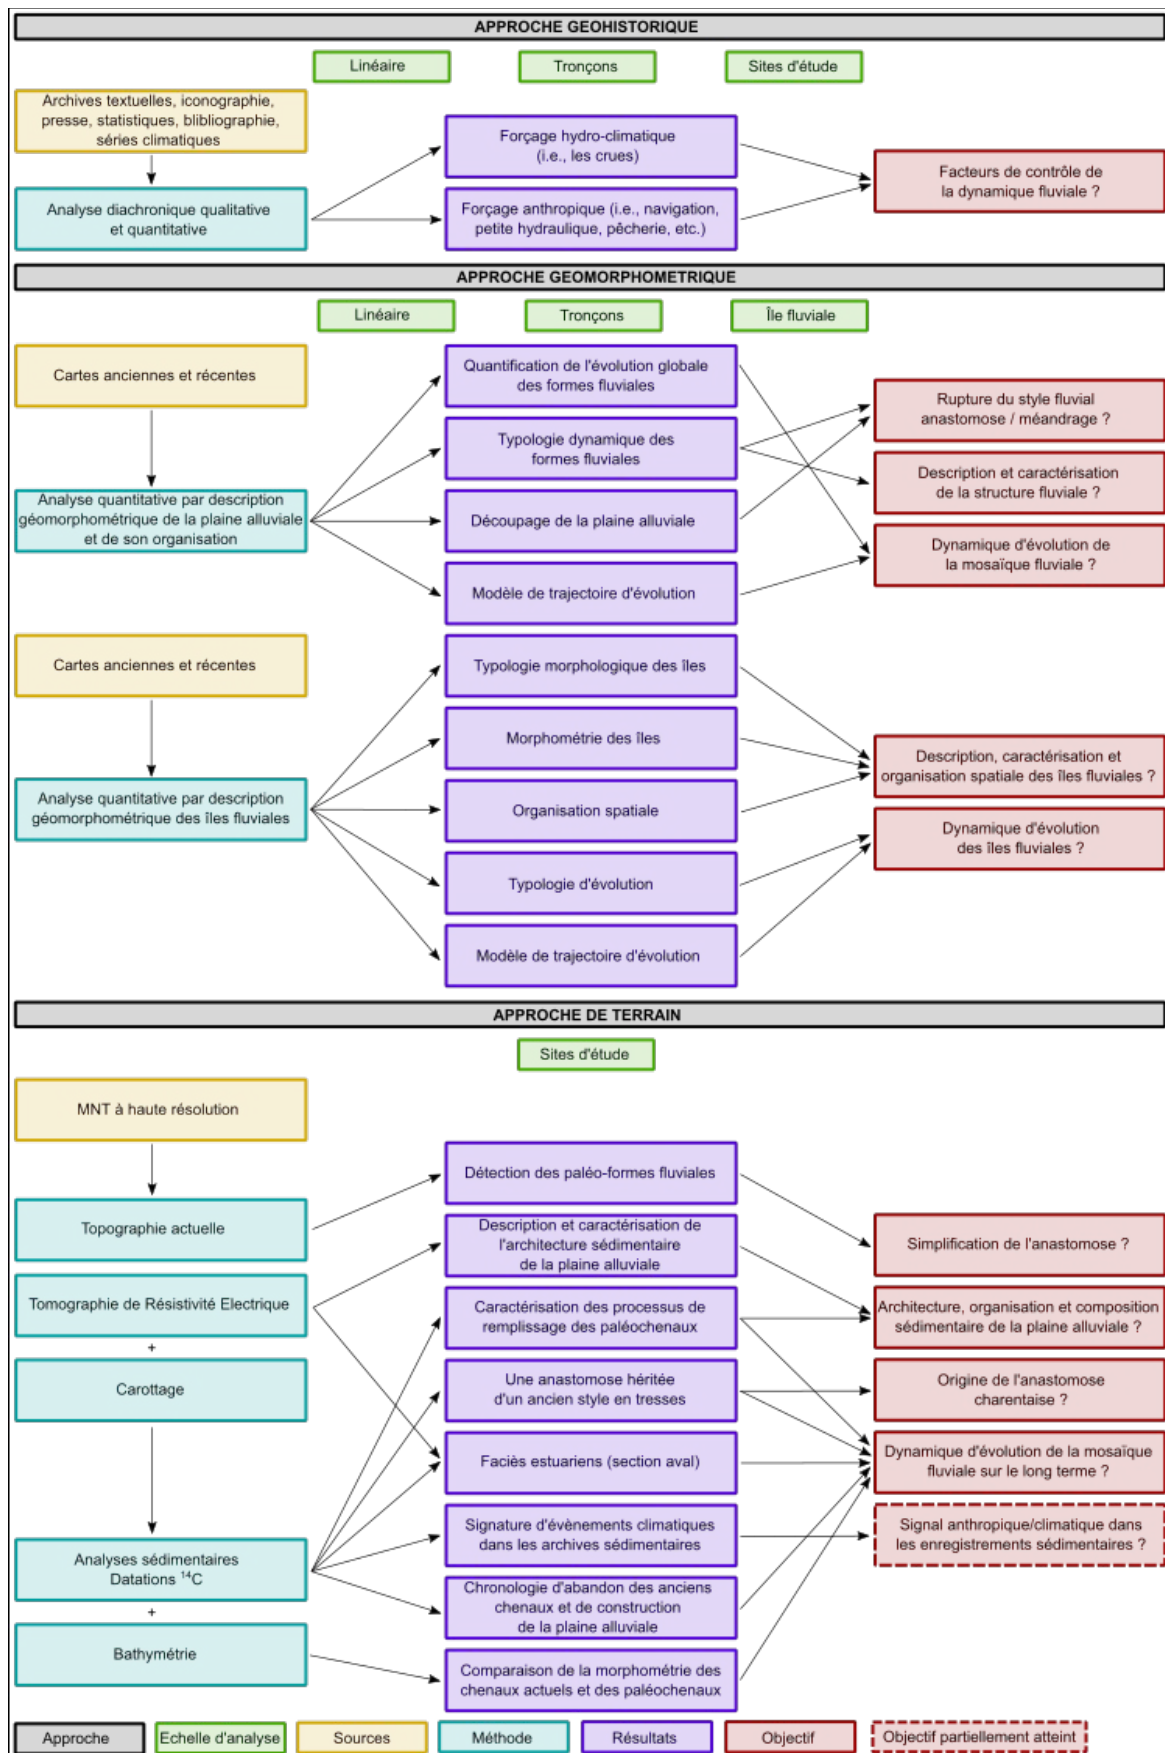 APPROCHE GEOHISTORIQUE
Linéaire
Tronçons
Sites d'étude
Archives textuelles, iconographie,
presse, statistiques, blibliographie,
séries climatiques
Forçage hydro-climatique
(i.e., les crues)
Facteurs de contrôle de
la dynamique fluviale ?
Analyse diachronique qualitative
et quantitative
Forçage anthropique (i.e., navigation,
petite hydraulique, pêcherie, etc.)
APPROCHE GEOMORPHOMETRIQUE
Linéaire
Tronçons
Île fluviale
Cartes anciennes et récentes
Quantification de l'évolution globale
des formes fluviales
Rupture du style fluvial
anastomose / méandrage ?
Typologie dynamique des
formes fluviales
Description et caractérisation
de la structure fluviale ?
Analyse quantitative par description
géomorphométrique de la plaine alluviale
et de son organisation
Découpage de la plaine alluviale
Dynamique d'évolution de
la mosaïque fluviale ?
Modèle de trajectoire d'évolution
Cartes anciennes et récentes
Typologie morphologique des îles
Morphométrie des îles
Description, caractérisation et
organisation spatiale des îles fluviales ?
Analyse quantitative par description
géomorphométrique des îles fluviales
Organisation spatiale
Dynamique d'évolution
des îles fluviales ?
Typologie d'évolution
Modèle de trajectoire d'évolution
APPROCHE DE TERRAIN
Sites d'étude
MNT à haute résolution
Détection des paléo-formes fluviales
Topographie actuelle
Description et caractérisation de
l'architecture sédimentaire
de la plaine alluviale
Simplification de l'anastomose ?
Tomographie de Résistivité Electrique
+
Caractérisation des processus de
remplissage des paléochenaux
Architecture, organisation et composition
sédimentaire de la plaine alluviale ?
Carottage
Une anastomose héritée
d'un ancien style en tresses
Origine de l'anastomose
charentaise ?
Faciès estuariens (section aval)
Dynamique d'évolution de la mosaïque
fluviale sur le long terme ?
Signature d'évènements climatiques
dans les archives sédimentaires
Signal anthropique/climatique dans
les enregistrements sédimentaires ?
Analyses sédimentaires
Datations ¹⁴C
+
Chronologie d'abandon des anciens
chenaux et de construction
de la plaine alluviale
Bathymétrie
Comparaison de la morphométrie des
chenaux actuels et des paléochenaux
Approche
Echelle d'analyse
Sources
Méthode
Résultats
Objectif
Objectif partiellement atteint